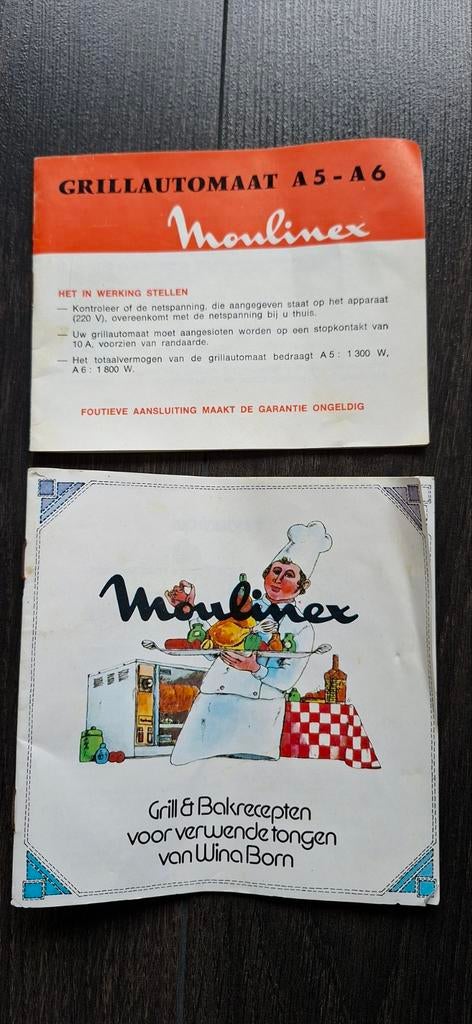 GRILLAUTOMAAT A5-A6
Moulinex
HET IN WERKING STELLEN
— Kontroleer of de netspanning, die aangegeven staat op het apparaat
(220 V), overeenkomt met de netspanning bij u thuis.
— Uw grillautomaat moet aangesloten worden op een stopkontakt van
10 A, voorzien van randaarde.
— Het totaalvermogen van de grillautomaat bedraagt A 5 : 1 300 W,
A 6 : 1 800 W.
FOUTIEVE AANSLUITING MAAKT DE GARANTIE ONGELDIG
Moulinex
Grill & Bakrecepten
voor verwende tongen
van Wina Born